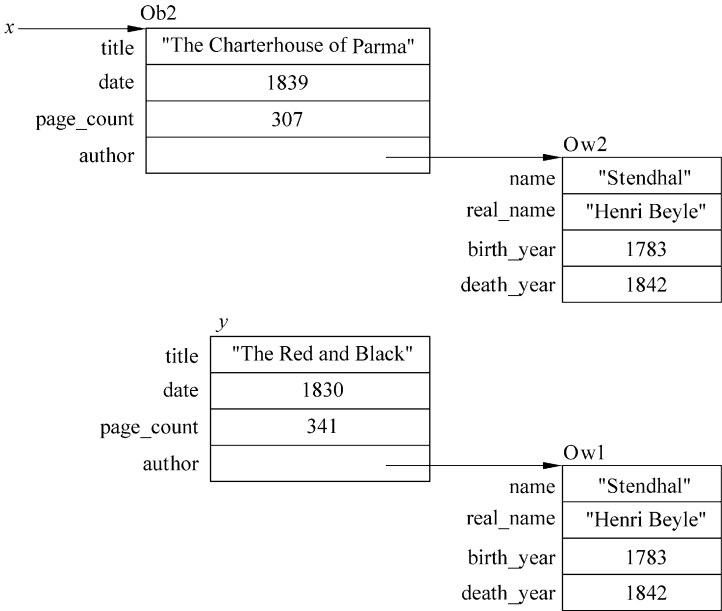 Ob2
x
title "The Charterhouse of Parma"
date 1839
page_count 307
author
Ow2
name "Stendhal"
real_name "Henri Beyle"
birth_year 1783
death_year 1842
y
title "The Red and Black"
date 1830
page_count 341
author
Ow1
name "Stendhal"
real_name "Henri Beyle"
birth_year 1783
death_year 1842